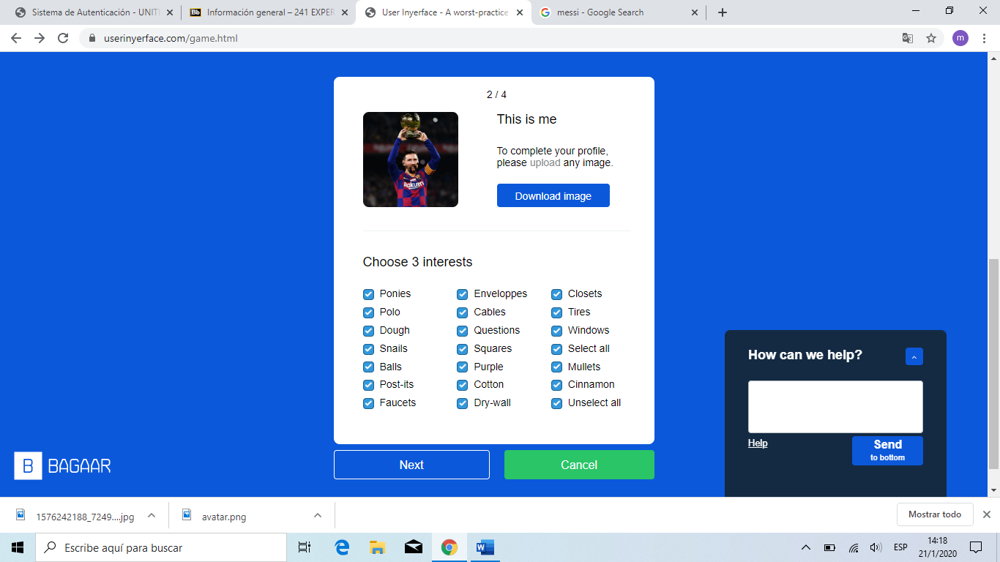 Sistema de Autenticación - UNIT
Información general – 241 EXPER
User Inyerface - A worst-practice
messi - Google Search
userinyerface.com/game.html
m
2 / 4
This is me
To complete your profile,
please upload any image.
Download image
Rakuten
Choose 3 interests
Ponies Enveloppes Closets
Polo Cables Tires
Dough Questions Windows
Snails Squares Select all
Balls Purple Mullets
Post-its Cotton Cinnamon
Faucets Dry-wall Unselect all
Next
Cancel
How can we help?
Help
Send
to bottom
B BAGAAR
1576242188_7249....jpg
avatar.png
Mostrar todo
Escribe aquí para buscar
ESP
14:18
21/1/2020